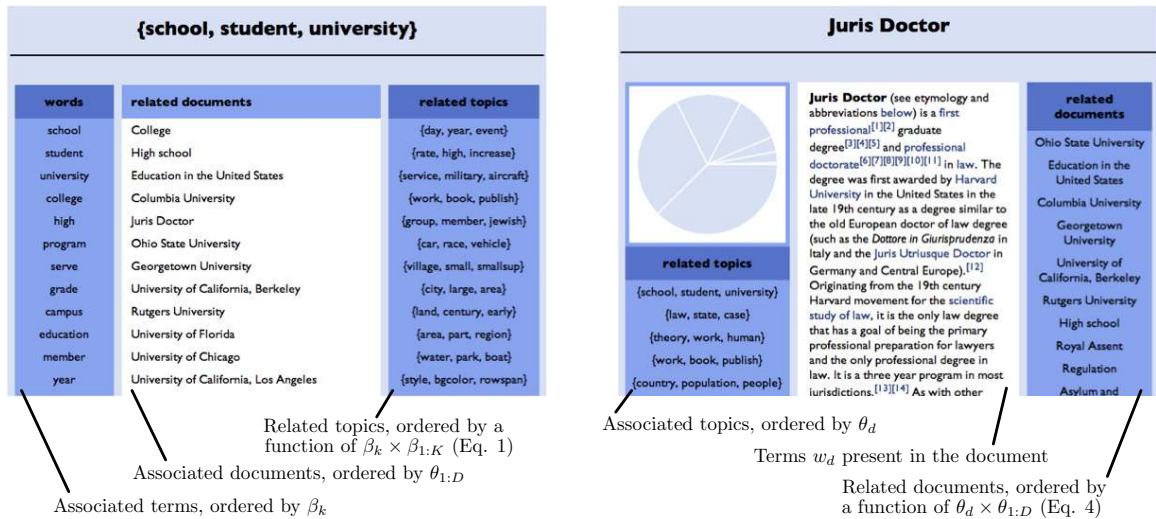 {school, student, university}
words
school
student
university
college
high
program
serve
grade
campus
education
member
year
related documents
College
High school
Education in the United States
Columbia University
Juris Doctor
Ohio State University
Georgetown University
University of California, Berkeley
Rutgers University
University of Florida
University of Chicago
University of California, Los Angeles
related topics
{day, year, event}
{rate, high, increase}
{service, military, aircraft}
{work, book, publish}
{group, member, jewish}
{car, race, vehicle}
{village, small, smallsup}
{city, large, area}
{land, century, early}
{area, part, region}
{water, park, boat}
{style, bgcolor, rowspan}
Related topics, ordered by a
function of βk × β1:K (Eq. 1)
Associated documents, ordered by θ1:D
Associated terms, ordered by βk
Juris Doctor
related topics
{school, student, university}
{law, state, case}
{theory, work, human}
{work, book, publish}
{country, population, people}
Juris Doctor (see etymology and
abbreviations below) is a first
professional[1][2] graduate
degree[3][4][5] and professional
doctorate[6][7][8][9][10][11] in law. The
degree was first awarded by Harvard
University in the United States in the
late 19th century as a degree similar to
the old European doctor of law degree
(such as the Dottore in Giurisprudenza in
Italy and the Juris Utriusque Doctor in
Germany and Central Europe).[12]
Originating from the 19th century
Harvard movement for the scientific
study of law, it is the only law degree
that has a goal of being the primary
professional preparation for lawyers
and the only professional degree in
law. It is a three year program in most
jurisdictions.[13][14] As with other
related
documents
Ohio State University
Education in the
United States
Columbia University
Georgetown
University
University of
California, Berkeley
Rutgers University
High school
Royal Assent
Regulation
Asylum and
Associated topics, ordered by θd
Terms wd present in the document
Related documents, ordered by
a function of θd × θ1:D (Eq. 4)